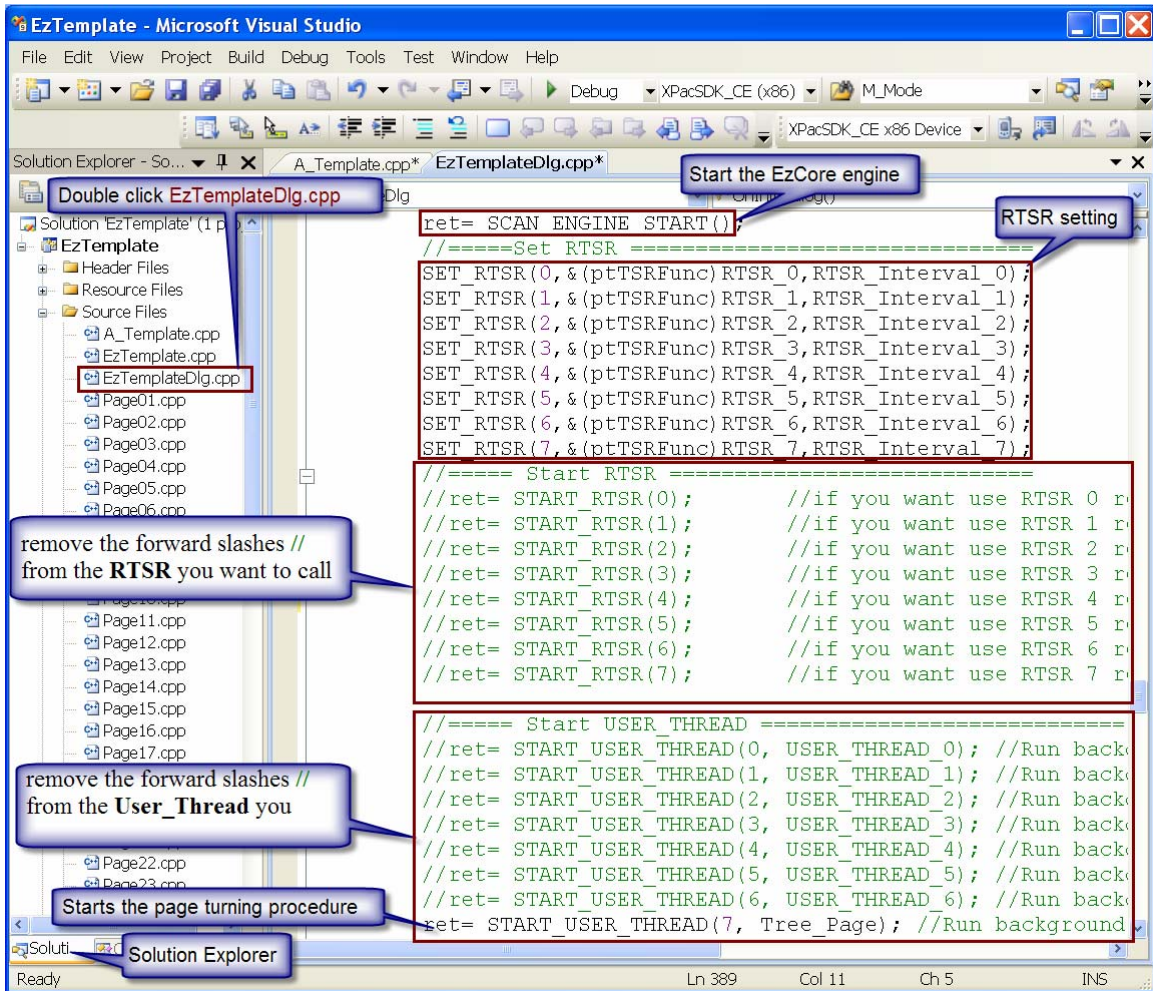 EzTemplate - Microsoft Visual Studio
File Edit View Project Build Debug Tools Test Window Help
Debug XPacSDK_CE (x86) M_Mode
XPacSDK_CE x86 Device
Solution Explorer - So...
A_Template.cpp* EzTemplateDlg.cpp*
Start the EzCore engine
Double click EzTemplateDlg.cpp
RTSR setting
Solution 'EzTemplate' (1 p
EzTemplate
Header Files
Resource Files
Source Files
A_Template.cpp
EzTemplate.cpp
EzTemplateDlg.cpp
Page01.cpp
Page02.cpp
Page03.cpp
Page04.cpp
Page05.cpp
Page06.cpp
remove the forward slashes //
from the RTSR you want to call
Page11.cpp
Page12.cpp
Page13.cpp
Page14.cpp
Page15.cpp
Page16.cpp
Page17.cpp
remove the forward slashes //
from the User_Thread you
Page22.cpp
Page23.cpp
Starts the page turning procedure
Soluti...
Solution Explorer
ret= SCAN_ENGINE_START();
//=====Set RTSR ===============================
SET_RTSR(0,&(ptTSRFunc)RTSR_0,RTSR_Interval_0);
SET_RTSR(1,&(ptTSRFunc)RTSR_1,RTSR_Interval_1);
SET_RTSR(2,&(ptTSRFunc)RTSR_2,RTSR_Interval_2);
SET_RTSR(3,&(ptTSRFunc)RTSR_3,RTSR_Interval_3);
SET_RTSR(4,&(ptTSRFunc)RTSR_4,RTSR_Interval_4);
SET_RTSR(5,&(ptTSRFunc)RTSR_5,RTSR_Interval_5);
SET_RTSR(6,&(ptTSRFunc)RTSR_6,RTSR_Interval_6);
SET_RTSR(7,&(ptTSRFunc)RTSR_7,RTSR_Interval_7);
//===== Start RTSR ============================
//ret= START_RTSR(0); //if you want use RTSR 0
//ret= START_RTSR(1); //if you want use RTSR 1
//ret= START_RTSR(2); //if you want use RTSR 2
//ret= START_RTSR(3); //if you want use RTSR 3
//ret= START_RTSR(4); //if you want use RTSR 4
//ret= START_RTSR(5); //if you want use RTSR 5
//ret= START_RTSR(6); //if you want use RTSR 6
//ret= START_RTSR(7); //if you want use RTSR 7
//===== Start USER_THREAD ============================
//ret= START_USER_THREAD(0, USER_THREAD_0); //Run back
//ret= START_USER_THREAD(1, USER_THREAD_1); //Run back
//ret= START_USER_THREAD(2, USER_THREAD_2); //Run back
//ret= START_USER_THREAD(3, USER_THREAD_3); //Run back
//ret= START_USER_THREAD(4, USER_THREAD_4); //Run back
//ret= START_USER_THREAD(5, USER_THREAD_5); //Run back
//ret= START_USER_THREAD(6, USER_THREAD_6); //Run back
ret= START_USER_THREAD(7, Tree_Page); //Run background
Ready Ln 389 Col 11 Ch 5 INS